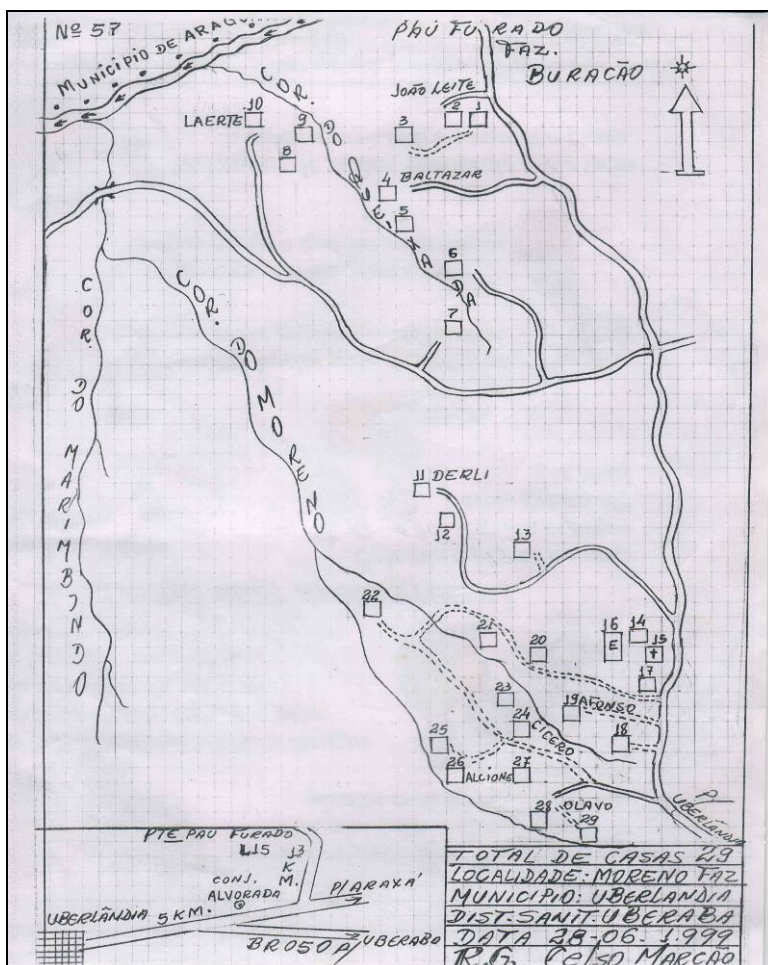 Nº 57
MUNICÍPIO DE
PAU FURADO
FAZ.
BURACÃO
COR. DO QUEIXADA
JOÃO LEITE
LAERTE
10
9
3
2
1
8
4
BALTAZAR
5
6
7
COR. DO MORENO
COR. DO MARIMBONDO
11
DERLI
12
13
22
21
20
16
E
14
15
17
23
19
AFONSO
24
CICERO
18
25
26
ALCIONE
27
28
OLAVO
29
P/
UBERLÂNDIA
PTE PAU FURADO
L15
13
K
M.
CONJ.
ALVORADA
P/ARAXÁ
UBERLÂNDIA 5 KM.
BR 050 P/UBERABA
TOTAL DE CASAS 29
LOCALIDADE: MORENO FAZ
MUNICIPIO: UBERLANDIA
DIST. SANIT. UBERABA
DATA 28-06-1.999
R.G. Celso MARCÃO